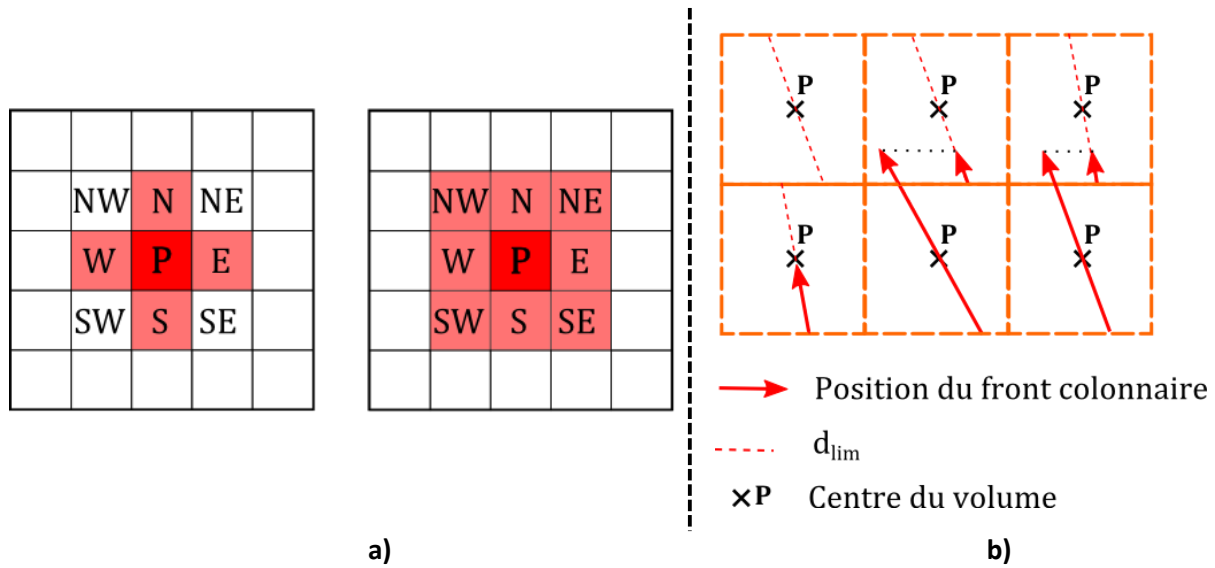 NW N NE
W P E
SW S SE
NW N NE
W P E
SW S SE
P P P
P P P
Position du front colonnaire
d_lim
P Centre du volume
a)
b)